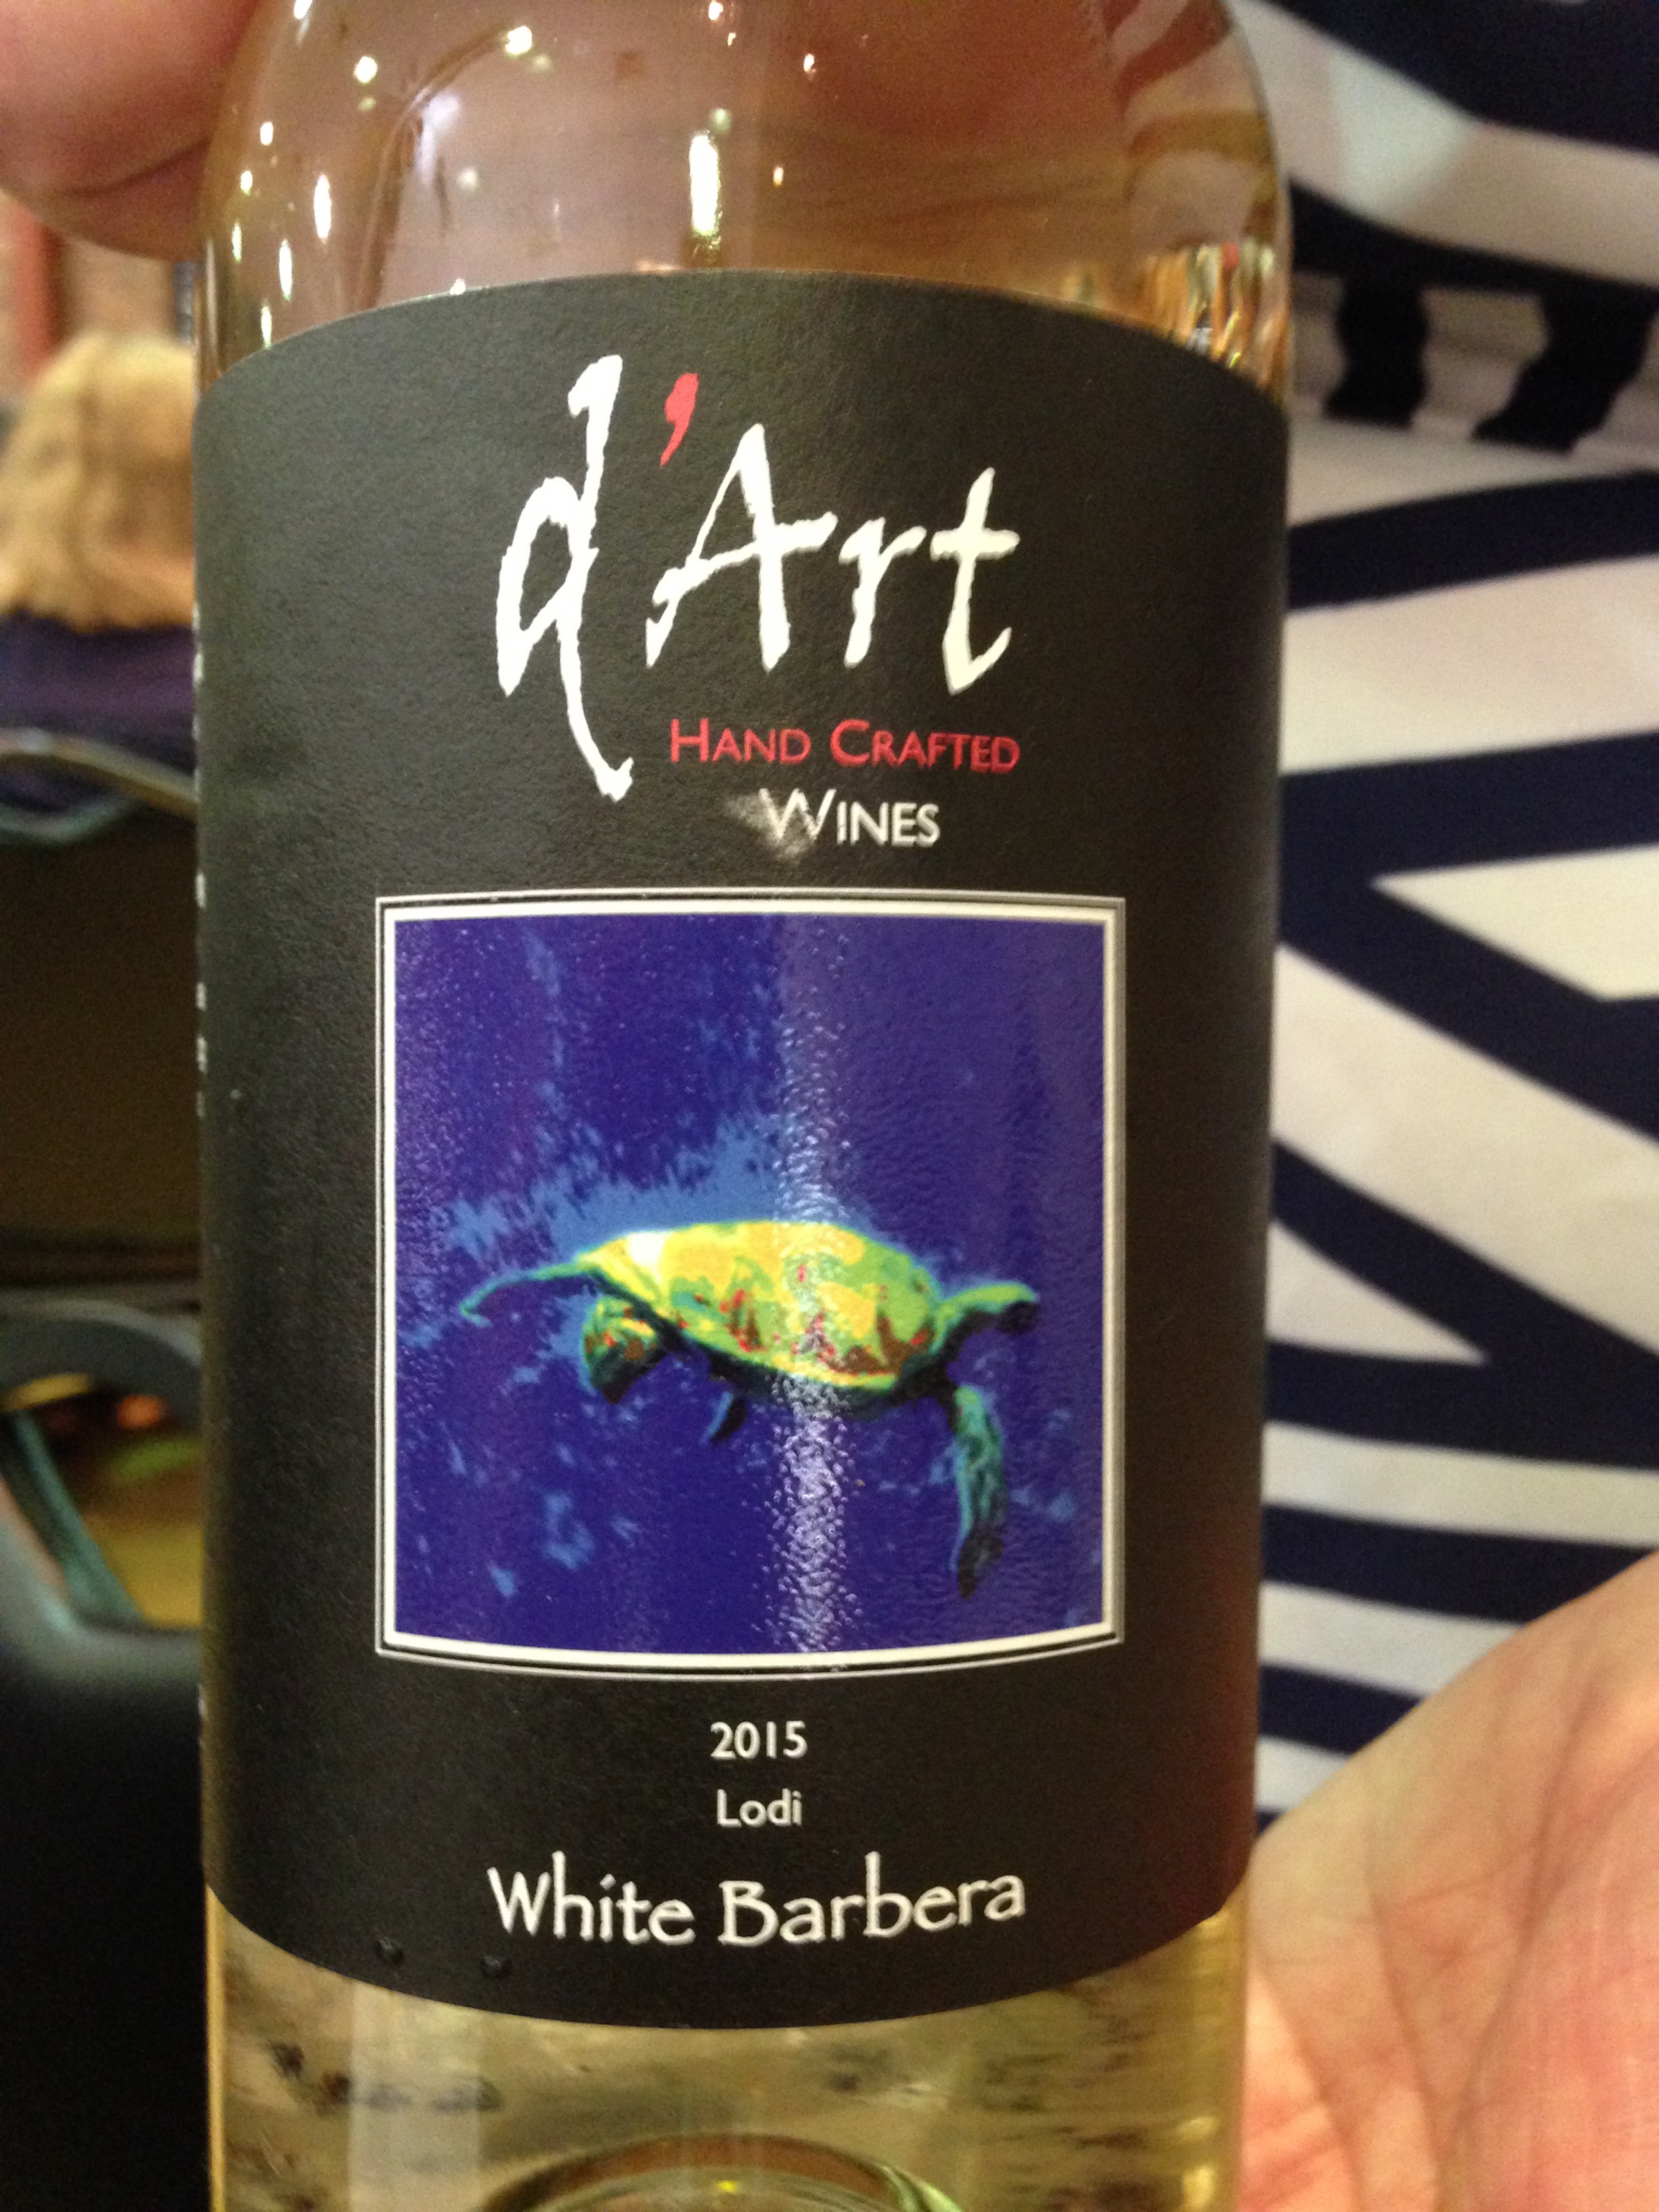 d'Art
HAND CRAFTED
WINES
2015
Lodi
White Barbera